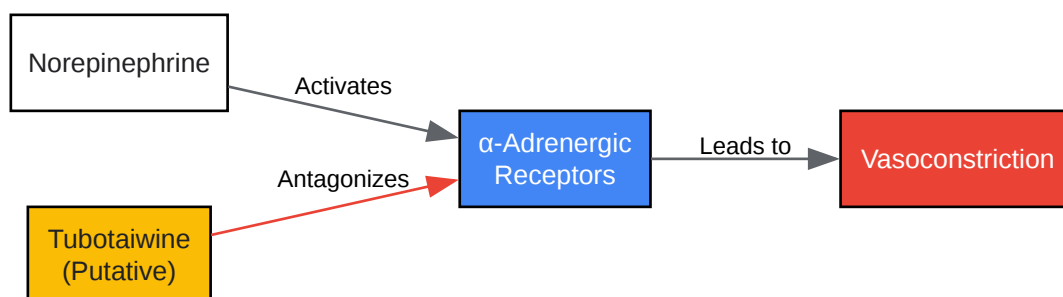 Norepinephrine
Activates
α-Adrenergic
Receptors
Leads to
Vasoconstriction
Antagonizes
Tubotaiwine
(Putative)